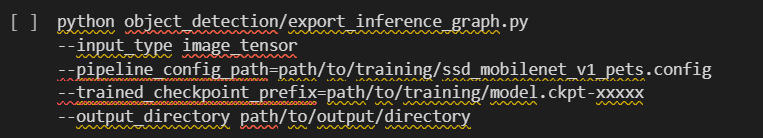 [ ] python object_detection/export_inference_graph.py
--input_type image_tensor
--pipeline_config_path=path/to/training/ssd_mobilenet_v1_pets.config
--trained_checkpoint_prefix=path/to/training/model.ckpt-xxxxx
--output_directory path/to/output/directory